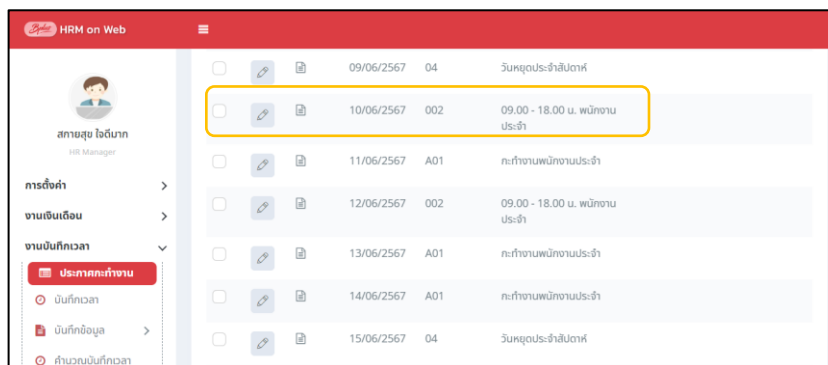 Bplus HRM on Web
สกายสุข ใจดีมาก
HR Manager
การตั้งค่า
งานเงินเดือน
งานบันทึกเวลา
ประกาศกะทำงาน
บันทึกเวลา
บันทึกข้อมูล
คำนวณบันทึกเวลา
09/06/2567 04 วันหยุดประจำสัปดาห์
10/06/2567 002 09.00 - 18.00 น. พนักงาน
ประจำ
11/06/2567 A01 กะทำงานพนักงานประจำ
12/06/2567 002 09.00 - 18.00 น. พนักงาน
ประจำ
13/06/2567 A01 กะทำงานพนักงานประจำ
14/06/2567 A01 กะทำงานพนักงานประจำ
15/06/2567 04 วันหยุดประจำสัปดาห์